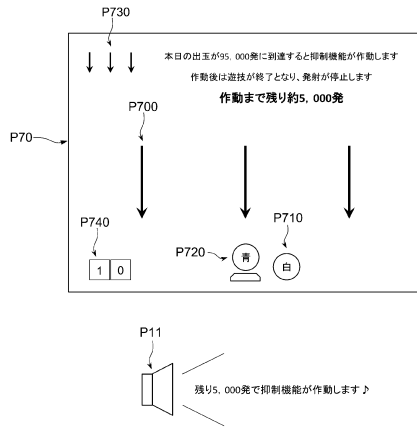 P730
本日の出玉が95，000発に到達すると抑制機能が作動します
作動後は遊技が終了となり、発射が停止します
作動まで残り約5，000発
P700
P70
P740
P710
P720
青
白
1 0
P11
残り5，000発で抑制機能が作動します♪